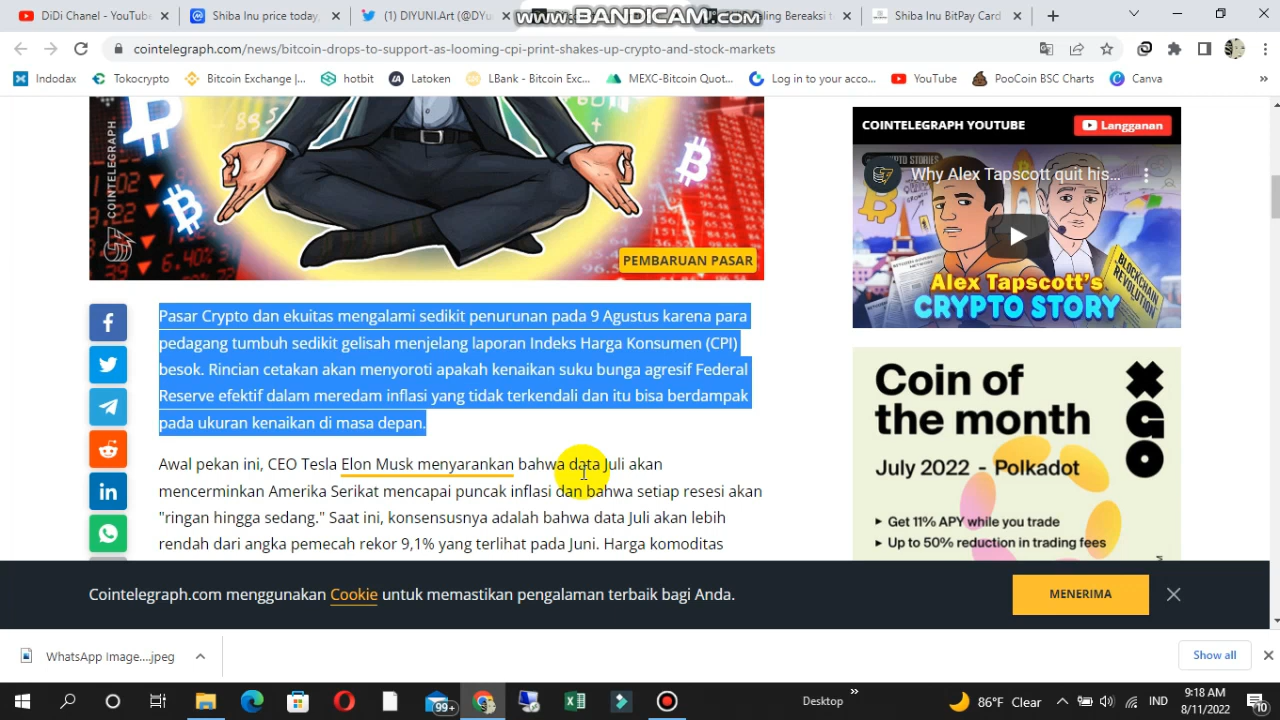 DiDi Chanel - YouTube
Shiba Inu price today,
(1) DIYUNI.Art (@DYu
www.BANDICAM.com
ling Bereaksi t
Shiba Inu BitPay Card
cointelegraph.com/news/bitcoin-drops-to-support-as-looming-cpi-print-shakes-up-crypto-and-stock-markets
Indodax
Tokocrypto
Bitcoin Exchange |...
hotbit
Latoken
LBank - Bitcoin Exc...
MEXC-Bitcoin Quot...
Log in to your acco...
YouTube
PooCoin BSC Charts
Canva
COINTELEGRAPH
PEMBARUAN PASAR
Pasar Crypto dan ekuitas mengalami sedikit penurunan pada 9 Agustus karena para
pedagang tumbuh sedikit gelisah menjelang laporan Indeks Harga Konsumen (CPI)
besok. Rincian cetakan akan menyoroti apakah kenaikan suku bunga agresif Federal
Reserve efektif dalam meredam inflasi yang tidak terkendali dan itu bisa berdampak
pada ukuran kenaikan di masa depan.
Awal pekan ini, CEO Tesla Elon Musk menyarankan bahwa data Juli akan
mencerminkan Amerika Serikat mencapai puncak inflasi dan bahwa setiap resesi akan
"ringan hingga sedang." Saat ini, konsensusnya adalah bahwa data Juli akan lebih
rendah dari angka pemecah rekor 9,1% yang terlihat pada Juni. Harga komoditas
COINTELEGRAPH YOUTUBE
Langganan
Why Alex Tapscott quit his...
BLOCKCHAIN REVOLUTION
ALEX TAPSCOTT'S
CRYPTO STORY
Coin of
the month
July 2022 - Polkadot
▸ Get 11% APY while you trade
▸ Up to 50% reduction in trading fees
XGO
Cointelegraph.com menggunakan Cookie untuk memastikan pengalaman terbaik bagi Anda.
MENERIMA
WhatsApp Image....jpeg
Show all
99+
Desktop
86°F Clear
IND
9:18 AM
8/11/2022
10